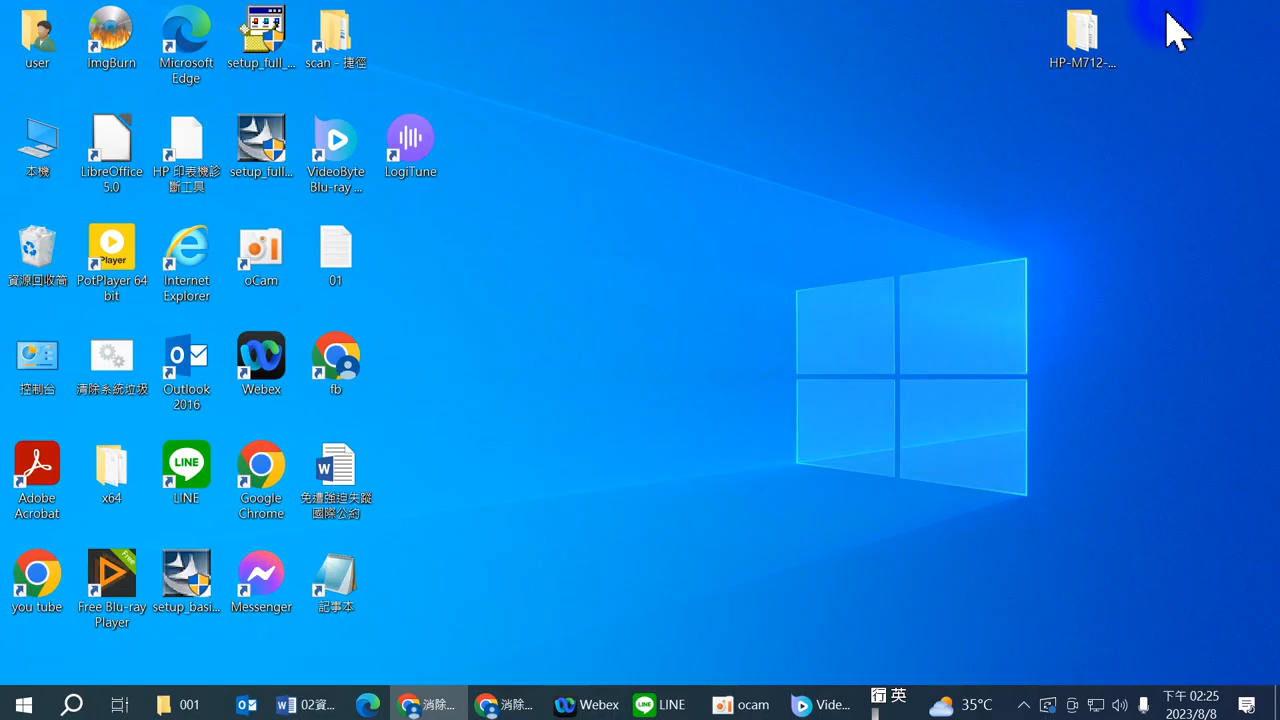 user
ImgBurn
Microsoft
Edge
setup_full_...
scan - 捷徑
HP-M712-...
本機
LibreOffice
5.0
HP 印表機診
斷工具
setup_full...
VideoByte
Blu-ray ...
LogiTune
資源回收筒
Player
PotPlayer 64
bit
Internet
Explorer
oCam
01
控制台
清除系統垃圾
Outlook
2016
Webex
fb
Adobe
Acrobat
x64
LINE
LINE
Google
Chrome
免遭強迫失蹤
國際公約
you tube
Free
Free Blu-ray
Player
setup_basi...
Messenger
記事本
001
02資...
消除...
消除...
Webex
LINE
ocam
Vide...
行 英
35°C
下午 02:25
2023/8/8